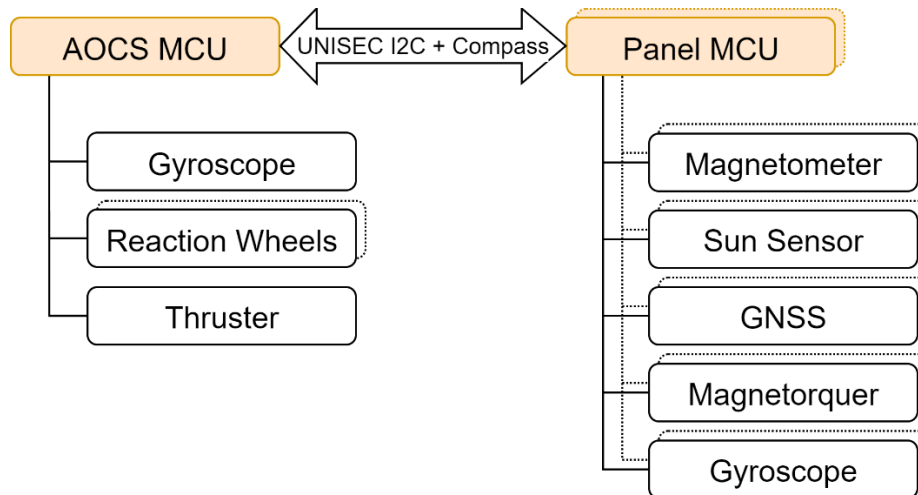 AOCS MCU
UNISEC I2C + Compass
Panel MCU
Gyroscope
Reaction Wheels
Thruster
Magnetometer
Sun Sensor
GNSS
Magnetorquer
Gyroscope